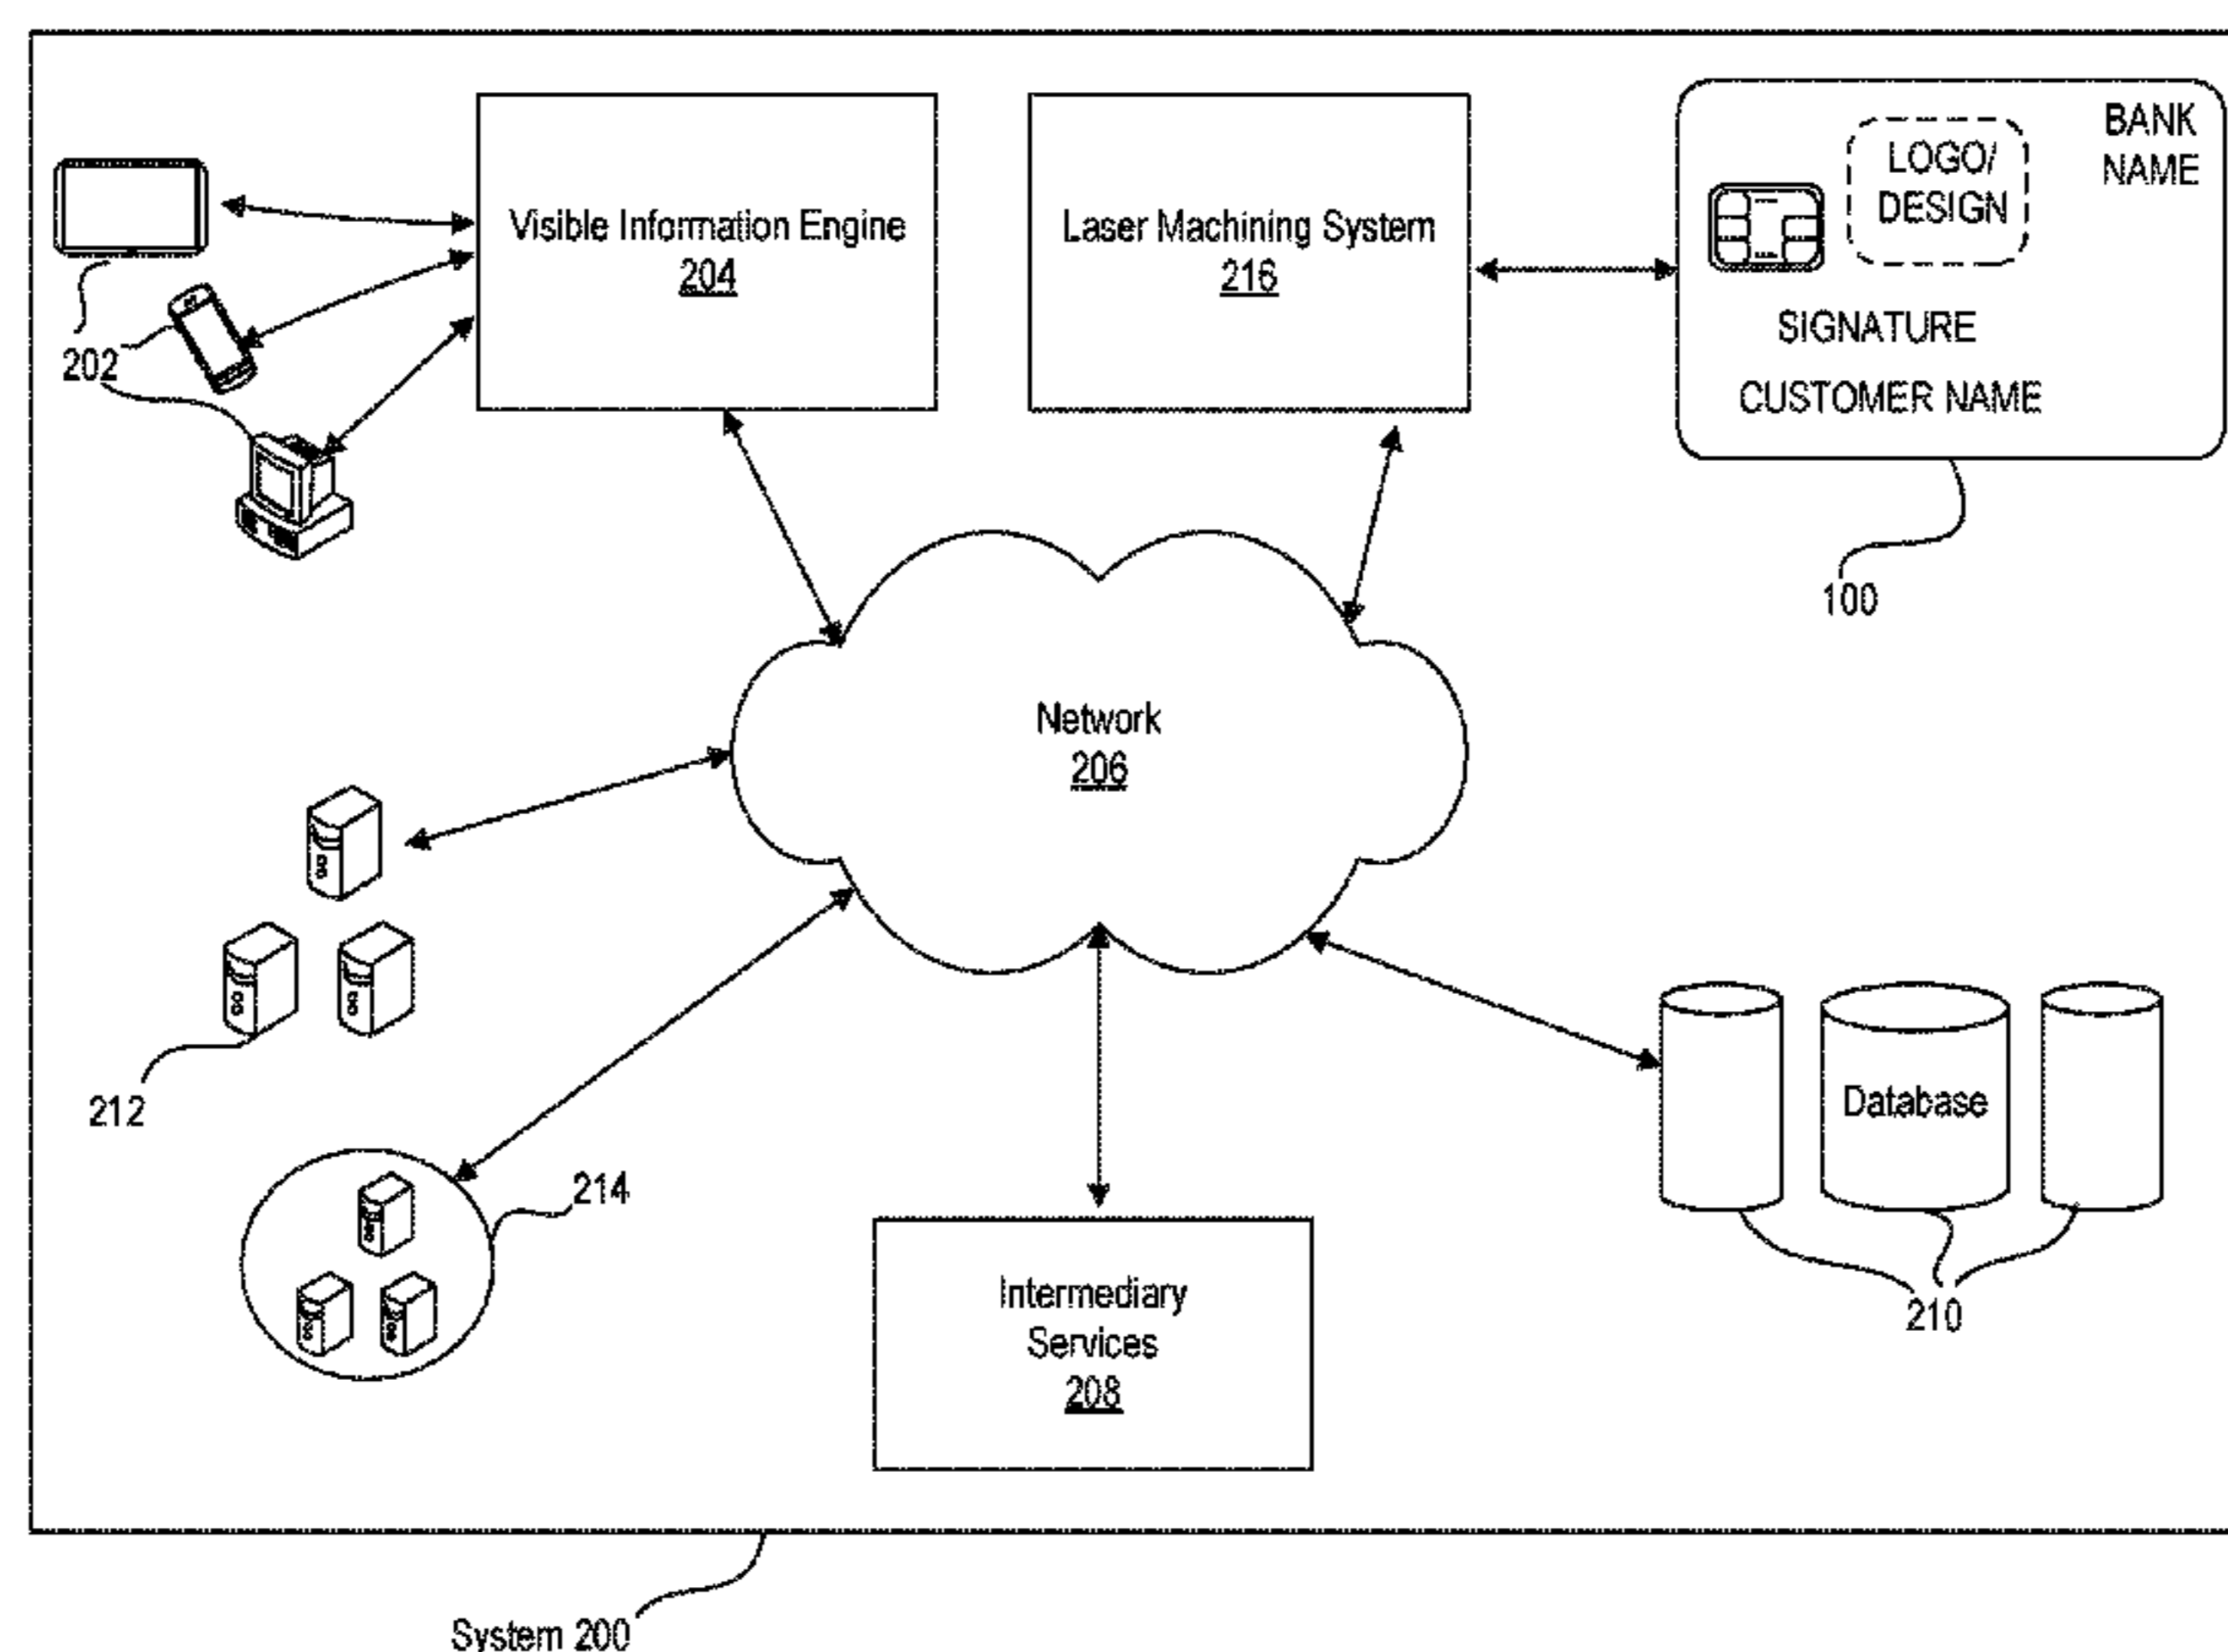 Visible Information Engine
204
Laser Machining System
216
BANK
NAME
LOGO/
DESIGN
SIGNATURE
CUSTOMER NAME
202
100
Network
206
212
214
Database
210
Intermediary
Services
208
System 200